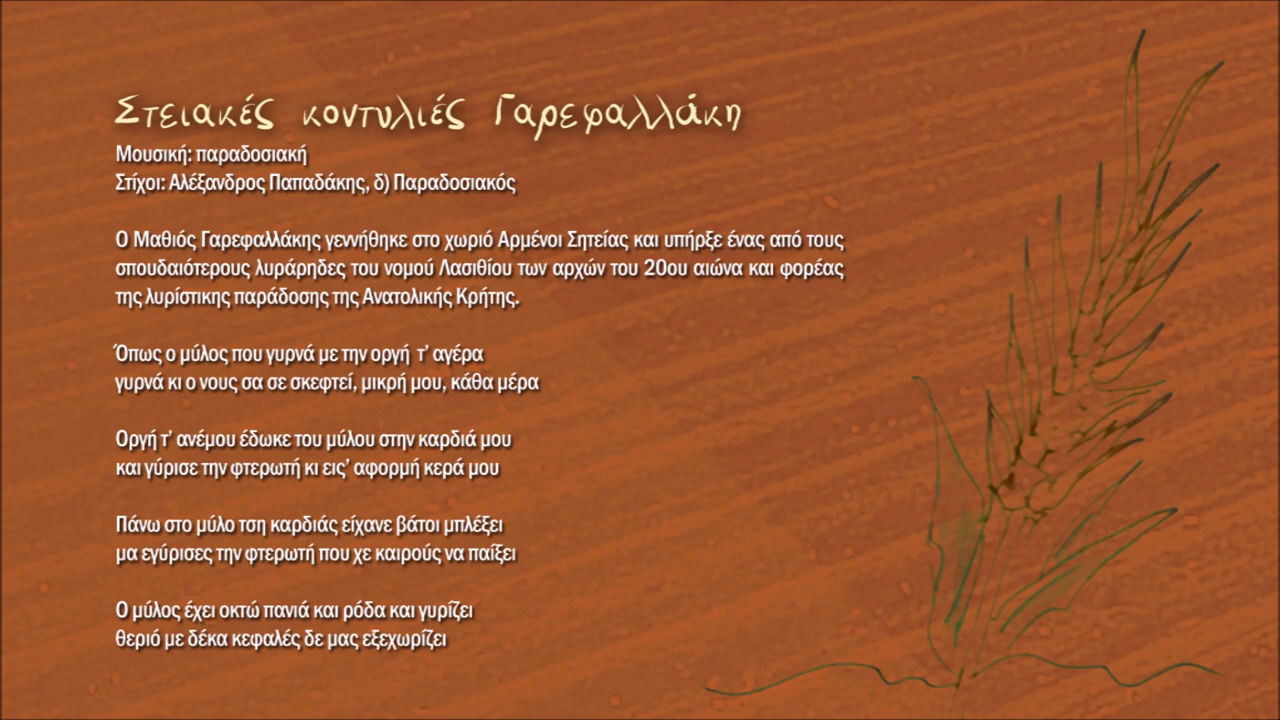 Στειακές κοντυλιές Γαρεφαλλάκη
Μουσική: παραδοσιακή
Στίχοι: Αλέξανδρος Παπαδάκης, δ) Παραδοσιακός
Ο Μαθιός Γαρεφαλλάκης γεννήθηκε στο χωριό Αρμένοι Σητείας και υπήρξε ένας από τους
σπουδαιότερους λυράρηδες του νομού Λασιθίου των αρχών του 20ου αιώνα και φορέας
της λυρίστικης παράδοσης της Ανατολικής Κρήτης.
Όπως ο μύλος που γυρνά με την οργή τ’ αγέρα
γυρνά κι ο νους σα σε σκεφτεί, μικρή μου, κάθα μέρα
Οργή τ’ ανέμου έδωκε του μύλου στην καρδιά μου
και γύρισε την φτερωτή κι εις’ αφορμή κερά μου
Πάνω στο μύλο τση καρδιάς είχανε βάτοι μπλέξει
μα εγύρισες την φτερωτή που χε καιρούς να παίξει
Ο μύλος έχει οκτώ πανιά και ρόδα και γυρίζει
θεριό με δέκα κεφαλές δε μας εξεχωρίζει